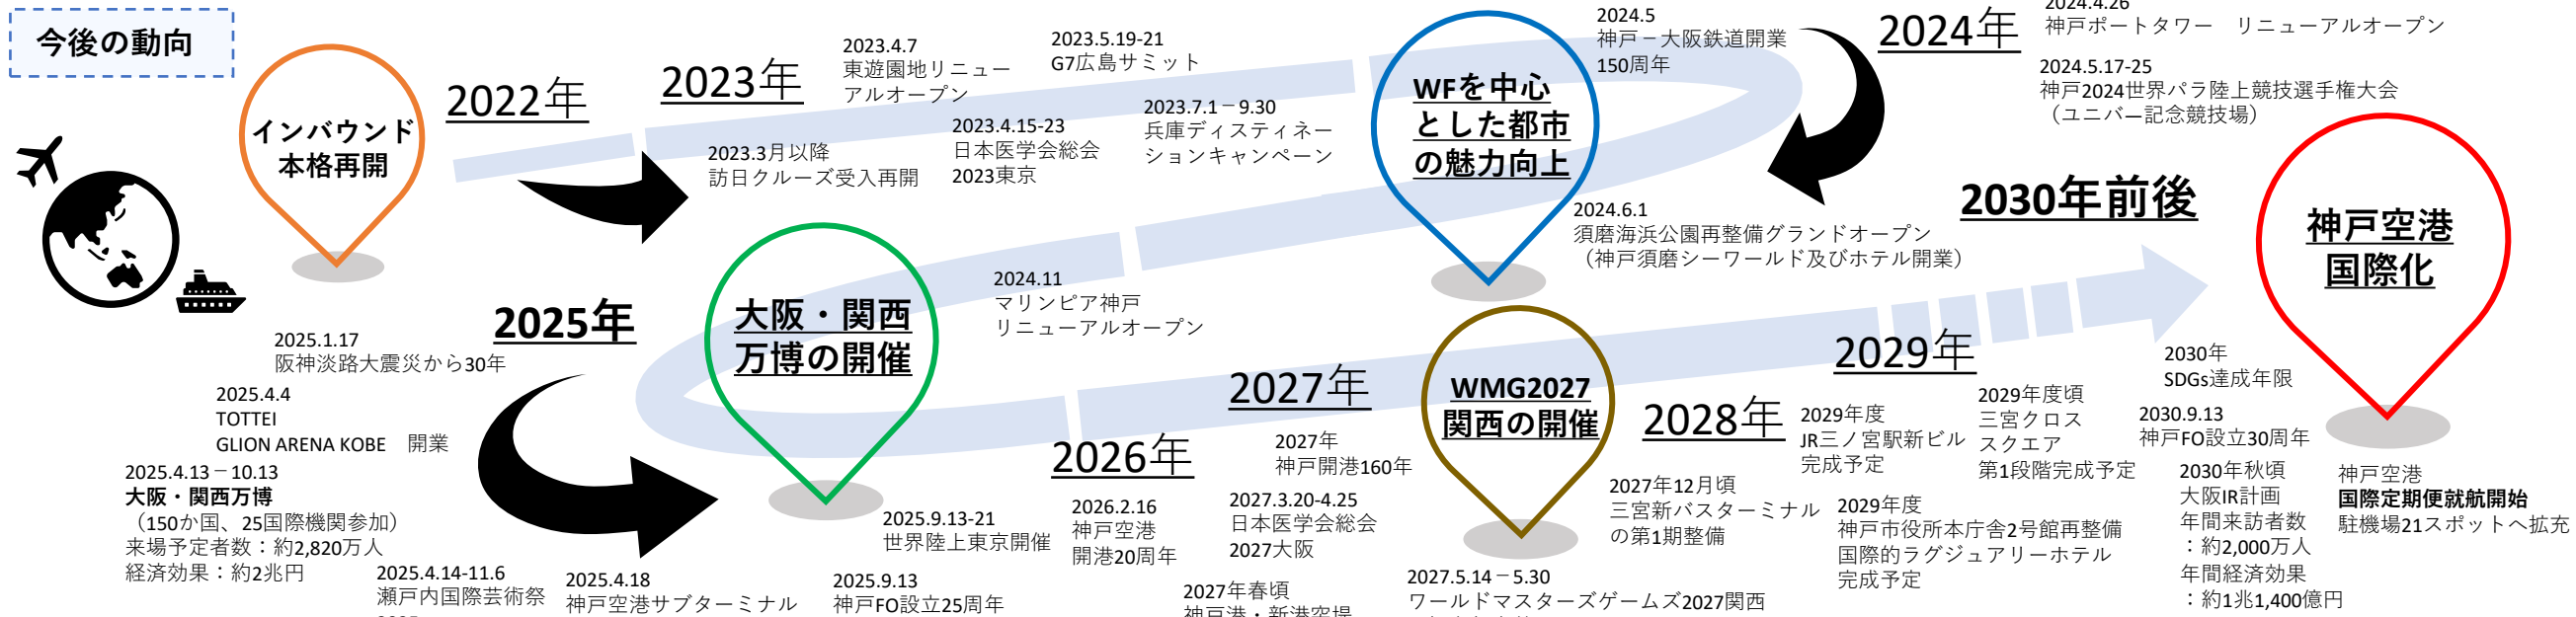 今後の動向
インバウンド
本格再開
2022年
2023年
2023.4.7
東遊園地リニュー
アルオープン
2023.5.19-21
G7広島サミット
2023.3月以降
訪日クルーズ受入再開
2023.4.15-23
日本医学会総会
2023東京
2023.7.1－9.30
兵庫ディスティネー
ションキャンペーン
WFを中心
とした都市
の魅力向上
2024.5
神戸－大阪鉄道開業
150周年
2024年
2024.4.26
神戸ポートタワー　リニューアルオープン
2024.5.17-25
神戸2024世界パラ陸上競技選手権大会
（ユニバー記念競技場）
2024.6.1
須磨海浜公園再整備グランドオープン
（神戸須磨シーワールド及びホテル開業）
2024.11
マリンピア神戸
リニューアルオープン
2025年
大阪・関西
万博の開催
2025.1.17
阪神淡路大震災から30年
2025.4.4
TOTTEI
GLION ARENA KOBE　開業
2025.4.13－10.13
大阪・関西万博
（150か国、25国際機関参加）
来場予定者数：約2,820万人
経済効果：約2兆円
2025.4.14-11.6
瀬戸内国際芸術祭
2025.4.18
神戸空港サブターミナル
2025.9.13-21
世界陸上東京開催
2025.9.13
神戸FO設立25周年
2026年
2026.2.16
神戸空港
開港20周年
2027年
2027年
神戸開港160年
2027.3.20-4.25
日本医学会総会
2027大阪
2027年春頃
神戸港・新港突堤
WMG2027
関西の開催
2027.5.14－5.30
ワールドマスターズゲームズ2027関西
2028年
2027年12月頃
三宮新バスターミナル
の第1期整備
2029年
2029年度
JR三ノ宮駅新ビル
完成予定
2029年度頃
三宮クロス
スクエア
第1段階完成予定
2029年度
神戸市役所本庁舎2号館再整備
国際的ラグジュアリーホテル
完成予定
2030年前後
2030年
SDGs達成年限
2030.9.13
神戸FO設立30周年
2030年秋頃
大阪IR計画
年間来訪者数
：約2,000万人
年間経済効果
：約1兆1,400億円
神戸空港
国際化
神戸空港
国際定期便就航開始
駐機場21スポットへ拡充